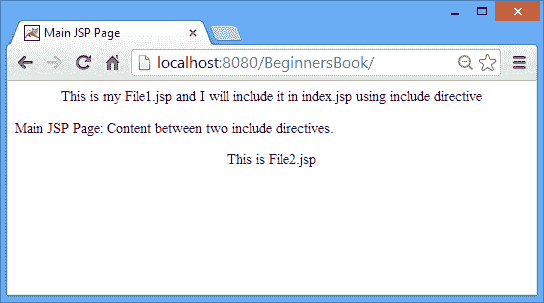 Main JSP Page
localhost:8080/BeginnersBook/
This is my File1.jsp and I will include it in index.jsp using include directive
Main JSP Page: Content between two include directives.
This is File2.jsp